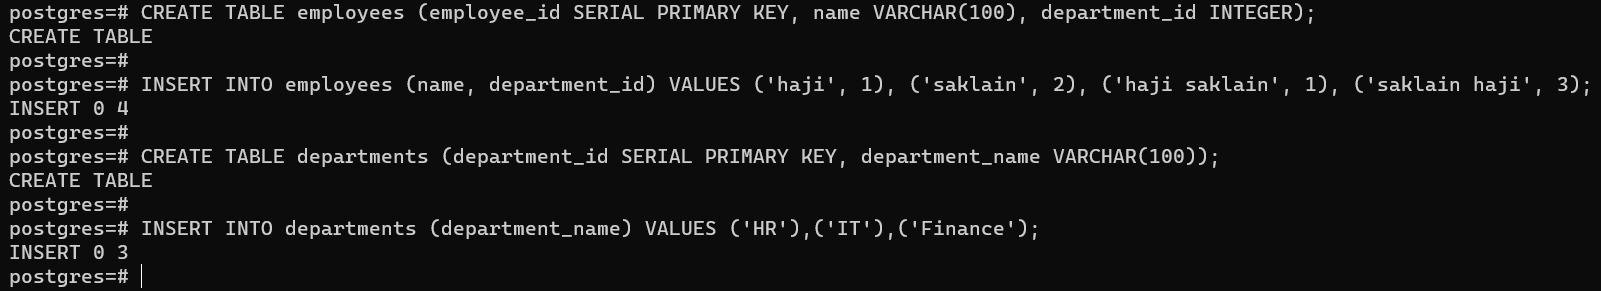 postgres=# CREATE TABLE employees (employee_id SERIAL PRIMARY KEY, name VARCHAR(100), department_id INTEGER);
CREATE TABLE
postgres=#
postgres=# INSERT INTO employees (name, department_id) VALUES ('haji', 1), ('saklain', 2), ('haji saklain', 1), ('saklain haji', 3);
INSERT 0 4
postgres=#
postgres=# CREATE TABLE departments (department_id SERIAL PRIMARY KEY, department_name VARCHAR(100));
CREATE TABLE
postgres=#
postgres=# INSERT INTO departments (department_name) VALUES ('HR'),('IT'),('Finance');
INSERT 0 3
postgres=#